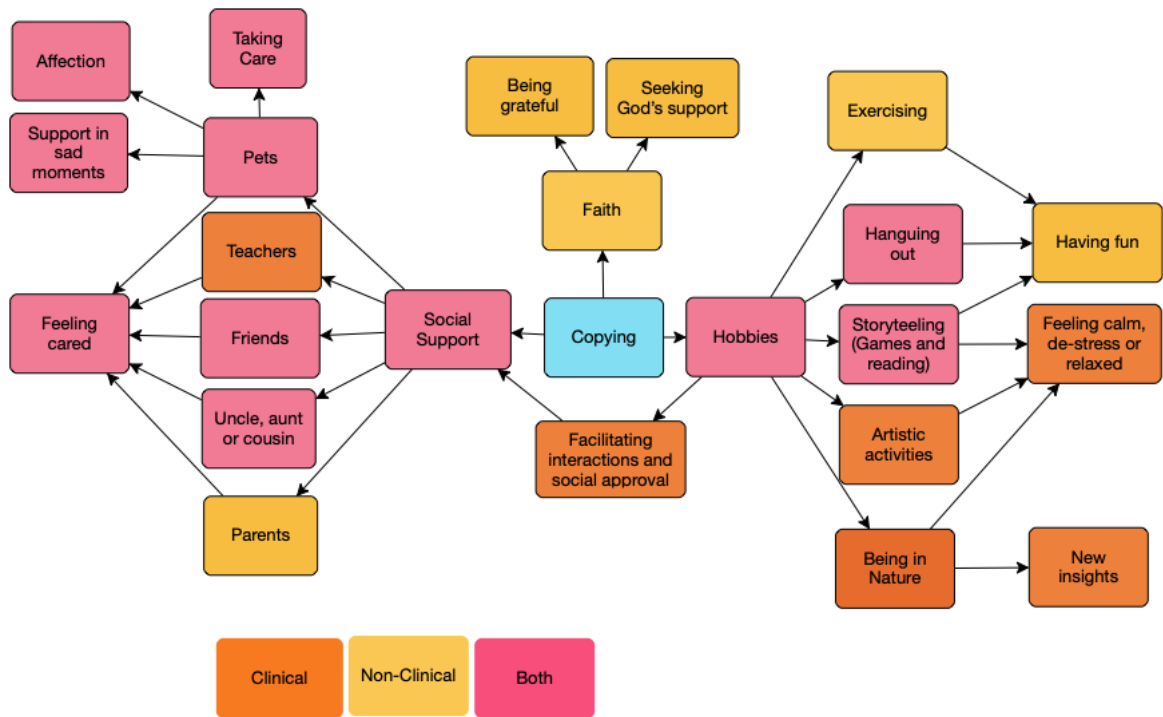 Affection
Taking
Care
Support in
sad
moments
Pets
Being
grateful
Seeking
God's support
Exercising
Faith
Teachers
Hanguing
out
Having fun
Feeling
cared
Friends
Social
Support
Copying
Hobbies
Storyteeling
(Games and
reading)
Feeling calm,
de-stress or
relaxed
Uncle, aunt
or cousin
Facilitating
interactions and
social approval
Artistic
activities
Parents
Being in
Nature
New
insights
Clinical
Non-Clinical
Both